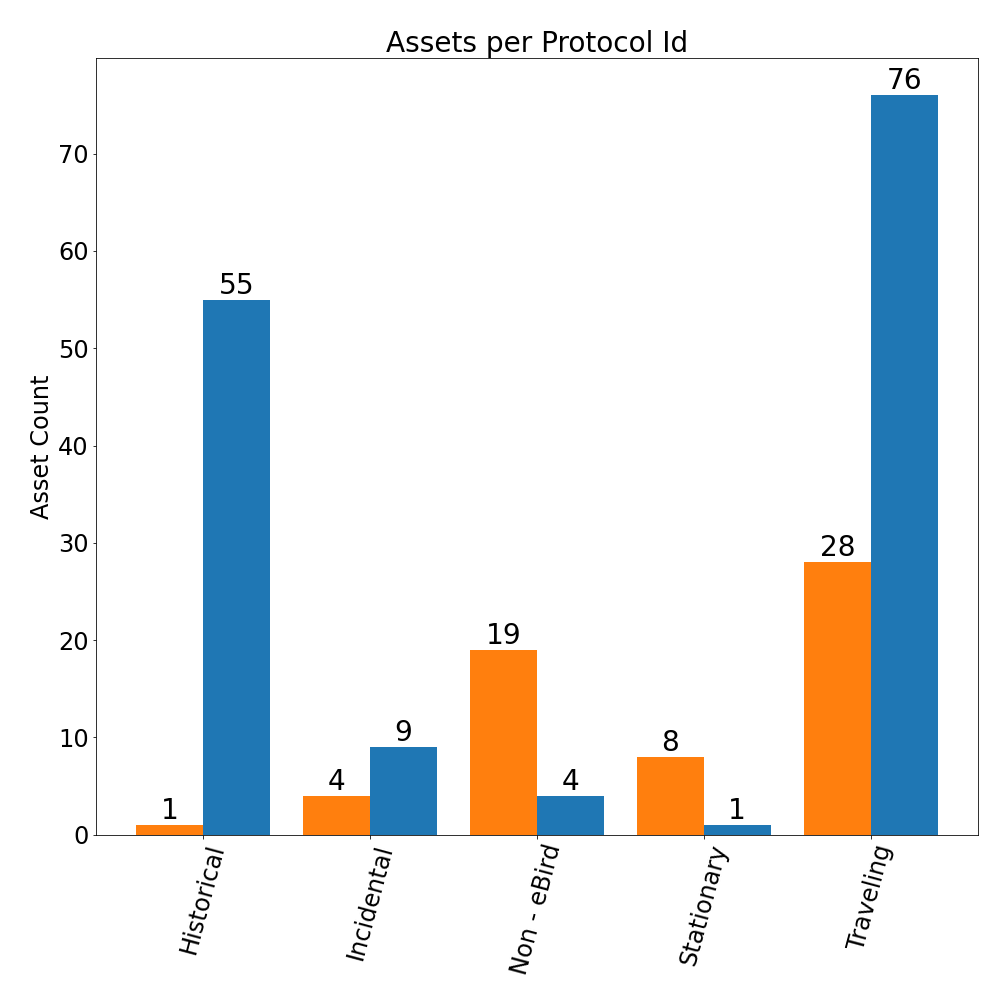 Assets per Protocol Id
Asset Count
70
60
50
40
30
20
10
0
1
55
4
9
19
4
8
1
28
76
Historical
Incidental
Non - eBird
Stationary
Traveling